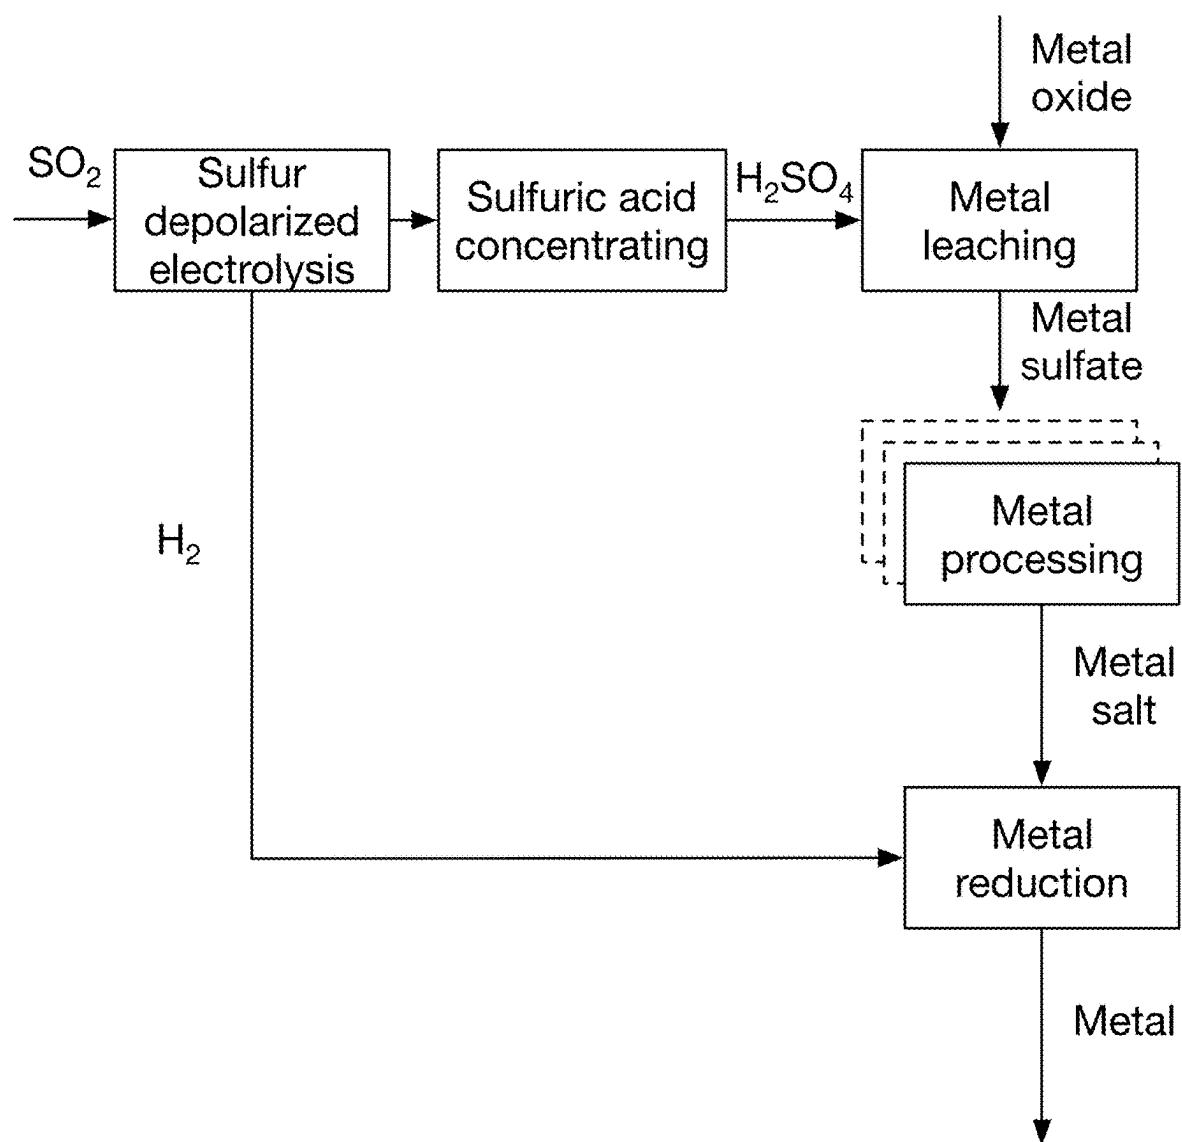 Metal
oxide
SO₂
Sulfur
depolarized
electrolysis
Sulfuric acid
concentrating
H₂SO₄
Metal
leaching
Metal
sulfate
Metal
processing
H₂
Metal
salt
Metal
reduction
Metal